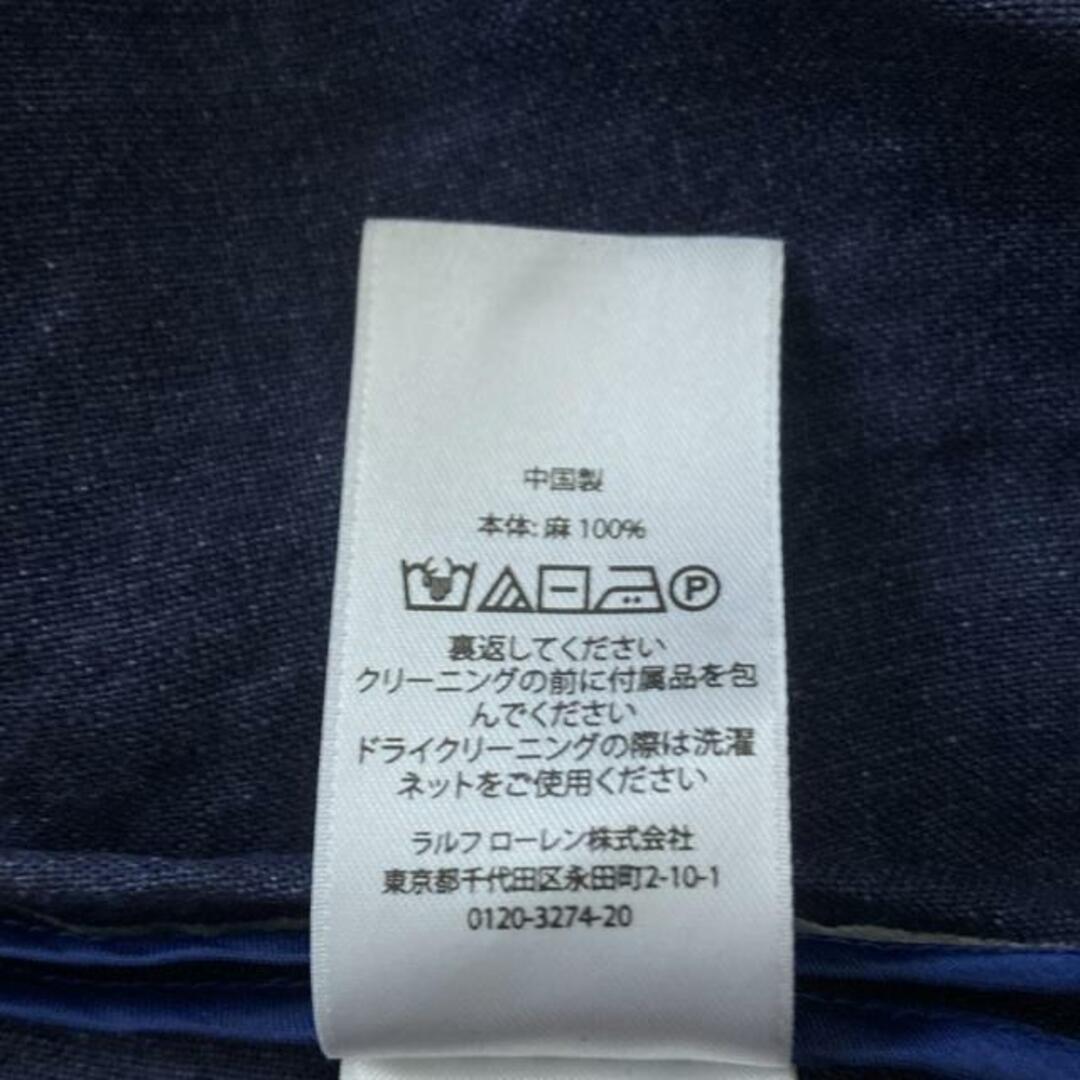 中国製
本体: 麻 100%
P
裏返してください
クリーニングの前に付属品を包
んでください
ドライクリーニングの際は洗濯
ネットをご使用ください
ラルフ ローレン株式会社
東京都千代田区永田町2-10-1
0120-3274-20